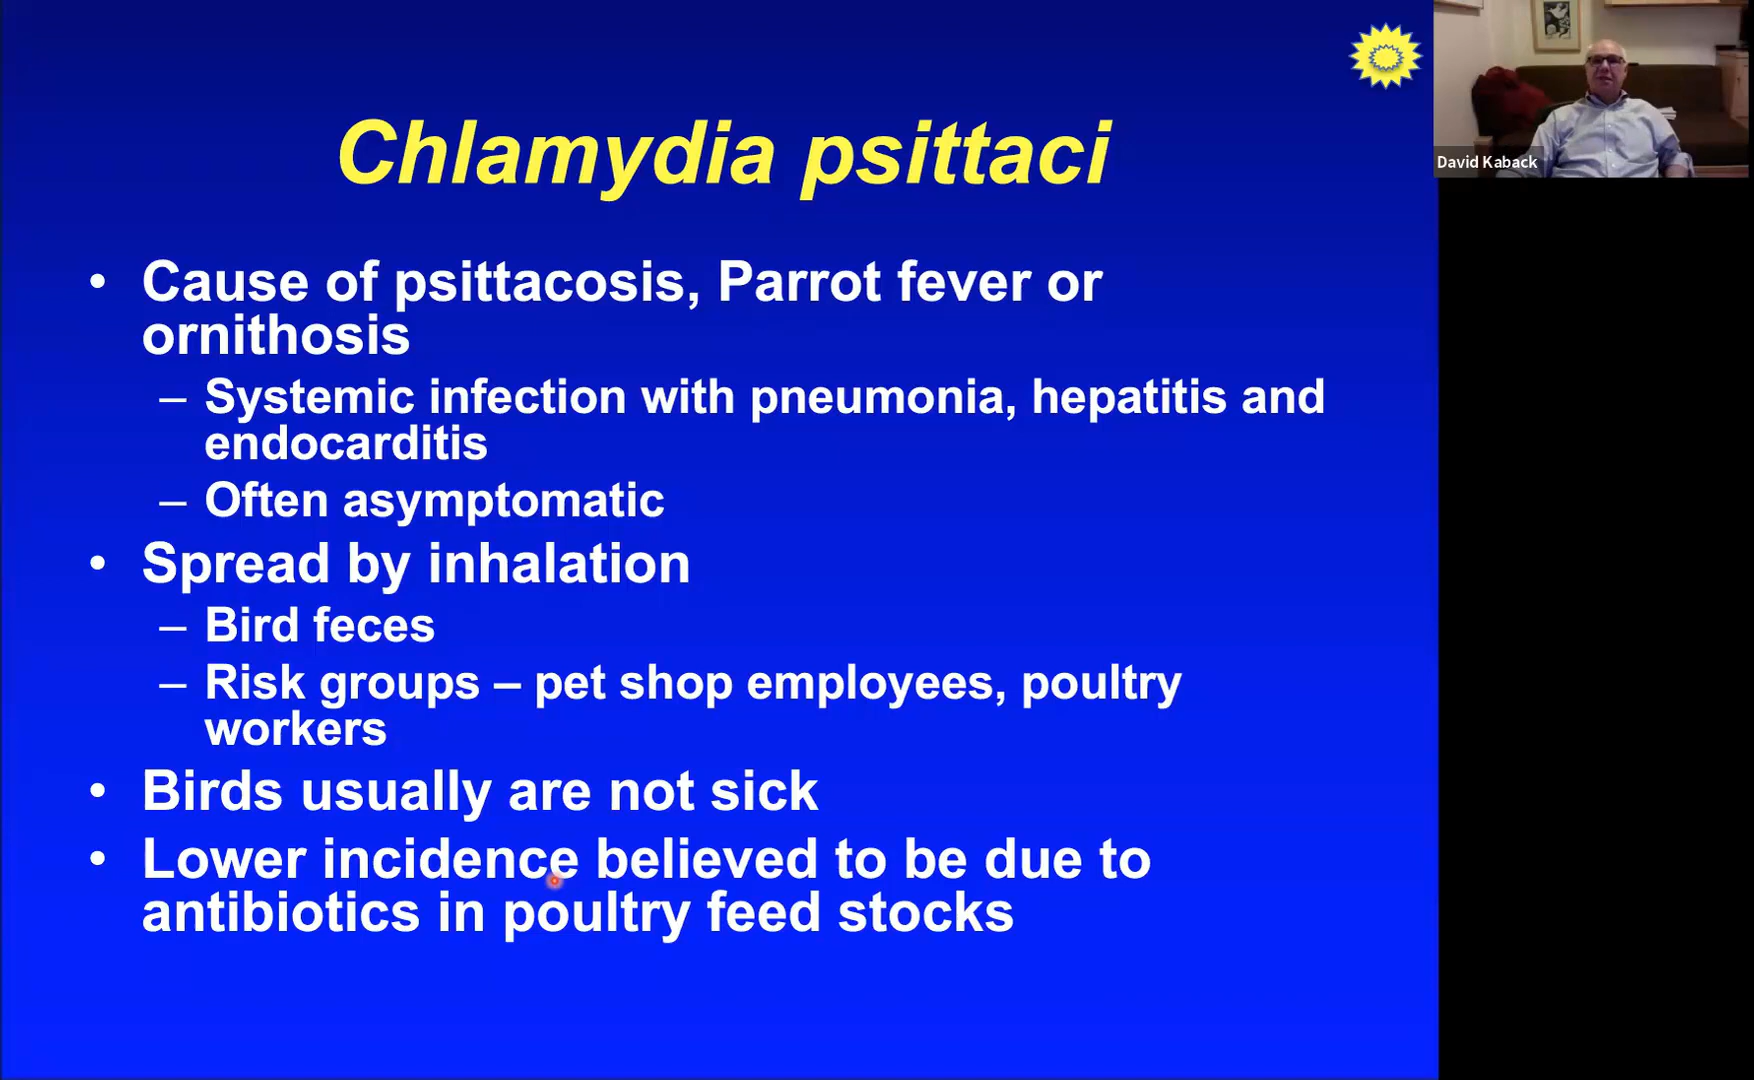 Chlamydia psittaci
• Cause of psittacosis, Parrot fever or
ornithosis
– Systemic infection with pneumonia, hepatitis and
endocarditis
– Often asymptomatic
• Spread by inhalation
– Bird feces
– Risk groups – pet shop employees, poultry
workers
• Birds usually are not sick
• Lower incidence believed to be due to
antibiotics in poultry feed stocks
David Kaback